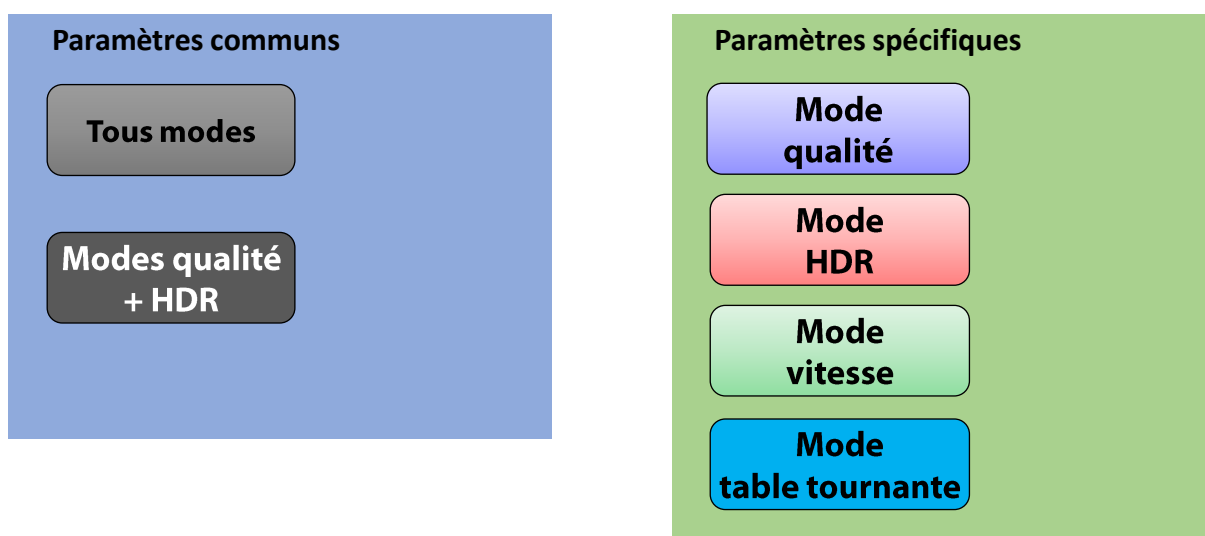 Paramètres communs
Tous modes
Modes qualité
+ HDR
Paramètres spécifiques
Mode
qualité
Mode
HDR
Mode
vitesse
Mode
table tournante